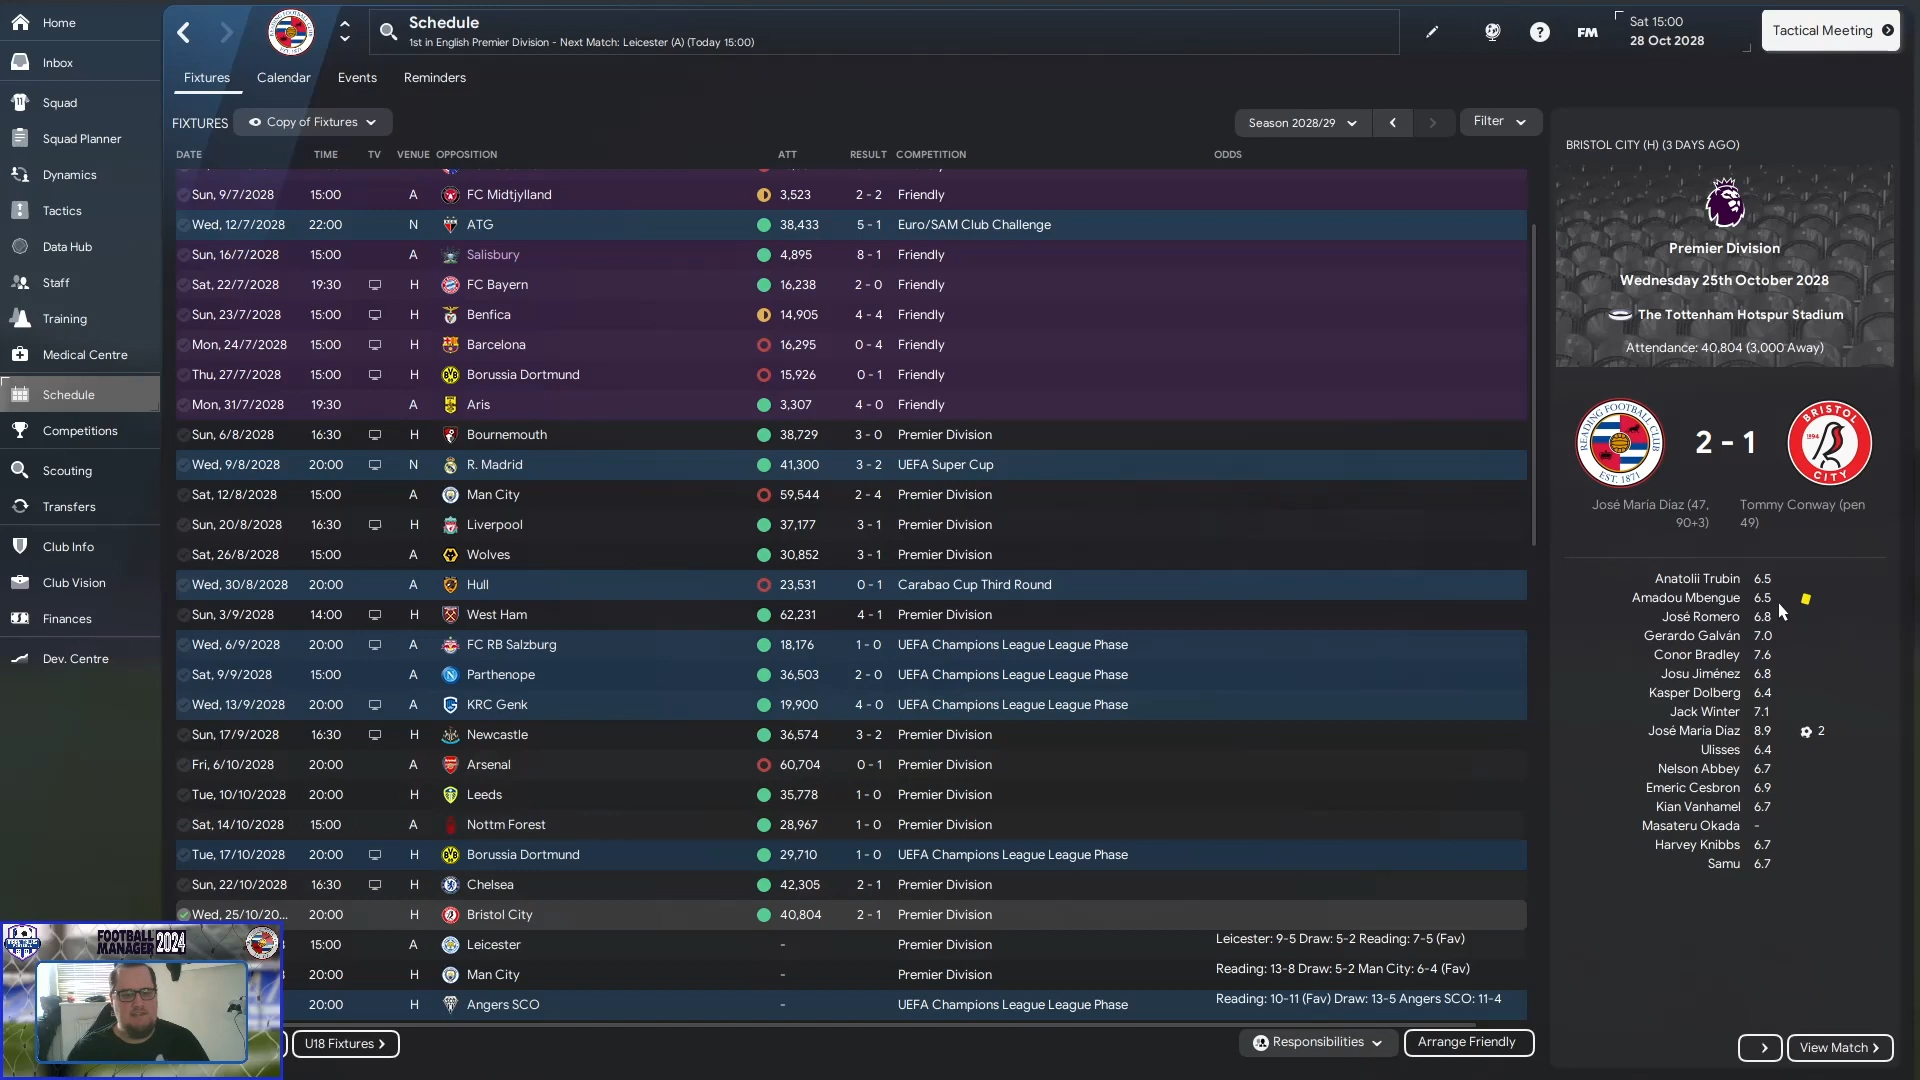 Home
Inbox
Squad
Squad Planner
Dynamics
Tactics
Data Hub
Staff
Training
Medical Centre
Schedule
Competitions
Scouting
Transfers
Club Info
Club Vision
Finances
Dev. Centre
Schedule
1st in English Premier Division - Next Match: Leicester (A) (Today 15:00)
FM
Sat 15:00
28 Oct 2028
Tactical Meeting
Fixtures Calendar Events Reminders
FIXTURES Copy of Fixtures
Season 2028/29 Filter
DATE TIME TV VENUE OPPOSITION ATT RESULT COMPETITION ODDS
Sun, 9/7/2028 15:00 A FC Midtjylland 3,523 2 - 2 Friendly
Wed, 12/7/2028 22:00 N ATG 38,433 5 - 1 Euro/SAM Club Challenge
Sun, 16/7/2028 15:00 A Salisbury 4,895 8 - 1 Friendly
Sat, 22/7/2028 19:30 H FC Bayern 16,238 2 - 0 Friendly
Sun, 23/7/2028 15:00 H Benfica 14,905 4 - 4 Friendly
Mon, 24/7/2028 15:00 H Barcelona 16,295 0 - 4 Friendly
Thu, 27/7/2028 15:00 H Borussia Dortmund 15,926 0 - 1 Friendly
Mon, 31/7/2028 19:30 A Aris 3,307 4 - 0 Friendly
Sun, 6/8/2028 16:30 H Bournemouth 38,729 3 - 0 Premier Division
Wed, 9/8/2028 20:00 N R. Madrid 41,300 3 - 2 UEFA Super Cup
Sat, 12/8/2028 15:00 A Man City 59,544 2 - 4 Premier Division
Sun, 20/8/2028 16:30 H Liverpool 37,177 3 - 1 Premier Division
Sat, 26/8/2028 15:00 A Wolves 30,852 3 - 1 Premier Division
Wed, 30/8/2028 20:00 A Hull 23,531 0 - 1 Carabao Cup Third Round
Sun, 3/9/2028 14:00 H West Ham 62,231 4 - 1 Premier Division
Wed, 6/9/2028 20:00 A FC RB Salzburg 18,176 1 - 0 UEFA Champions League League Phase
Sat, 9/9/2028 15:00 A Parthenope 36,503 2 - 0 UEFA Champions League League Phase
Wed, 13/9/2028 20:00 A KRC Genk 19,900 4 - 0 UEFA Champions League League Phase
Sun, 17/9/2028 16:30 H Newcastle 36,574 3 - 2 Premier Division
Fri, 6/10/2028 20:00 A Arsenal 60,704 0 - 1 Premier Division
Tue, 10/10/2028 20:00 H Leeds 35,778 1 - 0 Premier Division
Sat, 14/10/2028 15:00 A Nottm Forest 28,967 1 - 0 Premier Division
Tue, 17/10/2028 20:00 H Borussia Dortmund 29,710 1 - 0 UEFA Champions League League Phase
Sun, 22/10/2028 16:30 H Chelsea 42,305 2 - 1 Premier Division
Wed, 25/10/20... 20:00 H Bristol City 40,804 2 - 1 Premier Division
15:00 A Leicester - Premier Division Leicester: 9-5 Draw: 5-2 Reading: 7-5 (Fav)
20:00 H Man City - Premier Division Reading: 13-8 Draw: 5-2 Man City: 6-4 (Fav)
20:00 H Angers SCO - UEFA Champions League League Phase Reading: 10-11 (Fav) Draw: 13-5 Angers SCO: 11-4
U18 Fixtures
Responsibilities
Arrange Friendly
FOOTBALL
MANAGER 2024
BRISTOL CITY (H) (3 DAYS AGO)
Premier Division
Wednesday 25th October 2028
The Tottenham Hotspur Stadium
Attendance: 40,804 (3,000 Away)
READING FOOTBALL CLUB
EST. 1871
2 - 1
BRISTOL
1894
CITY
José María Díaz (47,
90+3)
Tommy Conway (pen
49)
Anatolii Trubin 6.5
Amadou Mbengue 6.5
José Romero 6.8
Gerardo Galván 7.0
Conor Bradley 7.6
Josu Jiménez 6.8
Kasper Dolberg 6.4
Jack Winter 7.1
José María Díaz 8.9 2
Ulisses 6.4
Nelson Abbey 6.7
Emeric Cesbron 6.9
Kian Vanhamel 6.7
Masateru Okada -
Harvey Knibbs 6.7
Samu 6.7
View Match